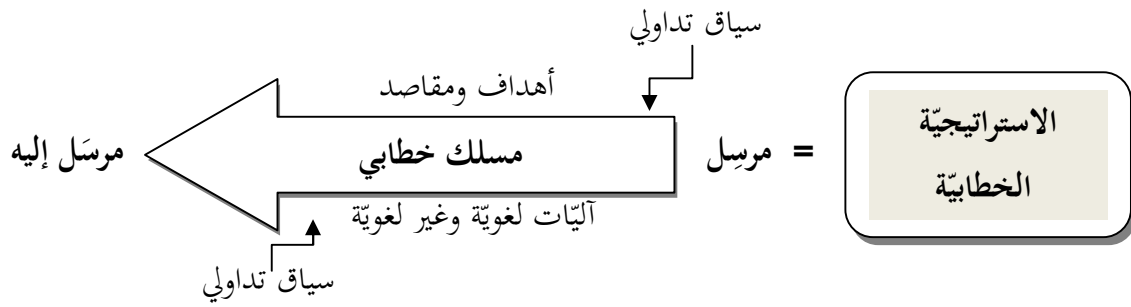 سياق تداولي
أهداف ومقاصد
الاستراتيجيّة
الخطابيّة
= مرسِل
مسلك خطابي
مرسَل إليه
آليّات لغويّة وغير لغويّة
سياق تداولي